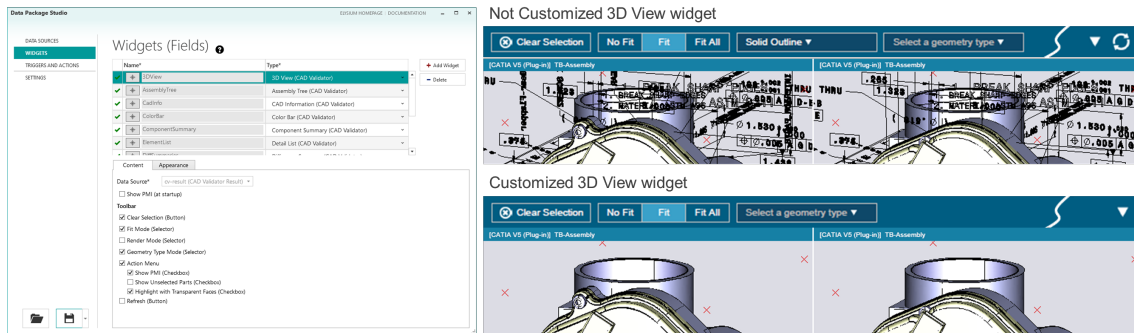 Data Package Studio
ELYSIUM HOMEPAGE | DOCUMENTATION
DATA SOURCES
WIDGETS
TRIGGERS AND ACTIONS
SETTINGS
Widgets (Fields)
Name* Type*
3DView 3D View (CAD Validator)
AssemblyTree Assembly Tree (CAD Validator)
CadInfo CAD Information (CAD Validator)
ColorBar Color Bar (CAD Validator)
ComponentSummary Component Summary (CAD Validator)
ElementList Detail List (CAD Validator)
Add Widget
Delete
Content Appearance
Data Source* sv-result (CAD Validator Result)
Show PMI (at startup)
Toolbar
Clear Selection (Button)
Fit Mode (Selector)
Render Mode (Selector)
Geometry Type Mode (Selector)
Action Menu
Show PMI (Checkbox)
Show Unselected Parts (Checkbox)
Highlight with Transparent Faces (Checkbox)
Refresh (Button)
Not Customized 3D View widget
Clear Selection No Fit Fit Fit All Solid Outline Select a geometry type
[CATIA V5 (Plug-in)] TB-Assembly [CATIA V5 (Plug-in)] TB-Assembly
Customized 3D View widget
Clear Selection No Fit Fit Fit All Select a geometry type
[CATIA V5 (Plug-in)] TB-Assembly [CATIA V5 (Plug-in)] TB-Assembly